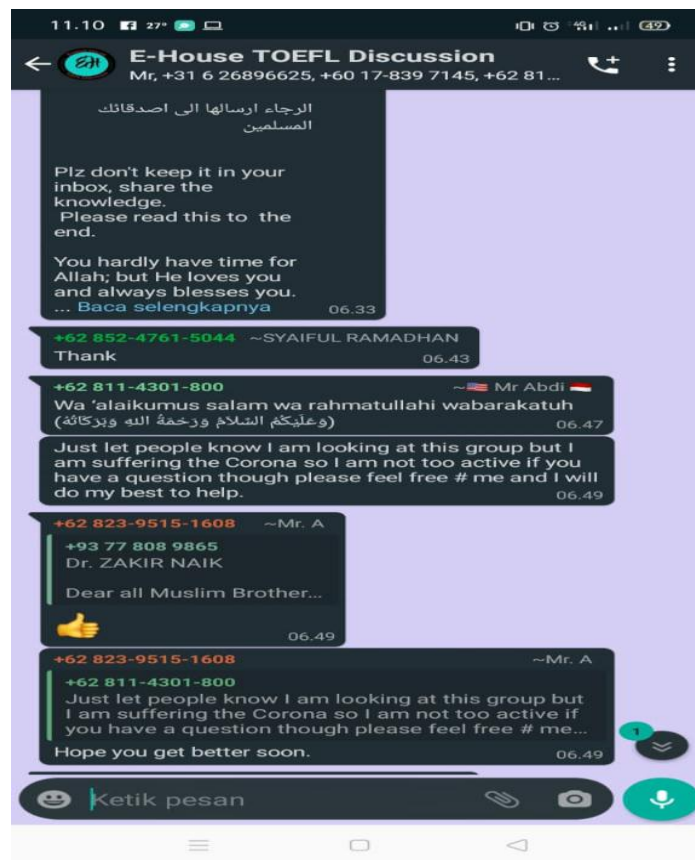 11.10 27°
49
E-House TOEFL Discussion
Mr, +31 6 26896625, +60 17-839 7145, +62 81...
الرجاء ارسالها الى اصدقائك
المسلمين
Plz don't keep it in your
inbox, share the
knowledge.
Please read this to the
end.
You hardly have time for
Allah; but He loves you
and always blesses you.
... Baca selengkapnya 06.33
+62 852-4761-5044 ~SYAIFUL RAMADHAN
Thank 06.43
+62 811-4301-800 ~🇺🇸 Mr Abdi 🇮🇩
Wa 'alaikumus salam wa rahmatullahi wabarakatuh
(وَعَلَيْكُمُ السَّلَامُ وَرَحْمَةُ اللهِ وَبَرَكَاتُهُ) 06.47
Just let people know I am looking at this group but I
am suffering the Corona so I am not too active if you
have a question though please feel free # me and I will
do my best to help. 06.49
+62 823-9515-1608 ~Mr. A
+93 77 808 9865
Dr. ZAKIR NAIK
Dear all Muslim Brother...
👍 06.49
+62 823-9515-1608 ~Mr. A
+62 811-4301-800
Just let people know I am looking at this group but
I am suffering the Corona so I am not too active if
you have a question though please feel free # me...
Hope you get better soon. 06.49
1
Ketik pesan